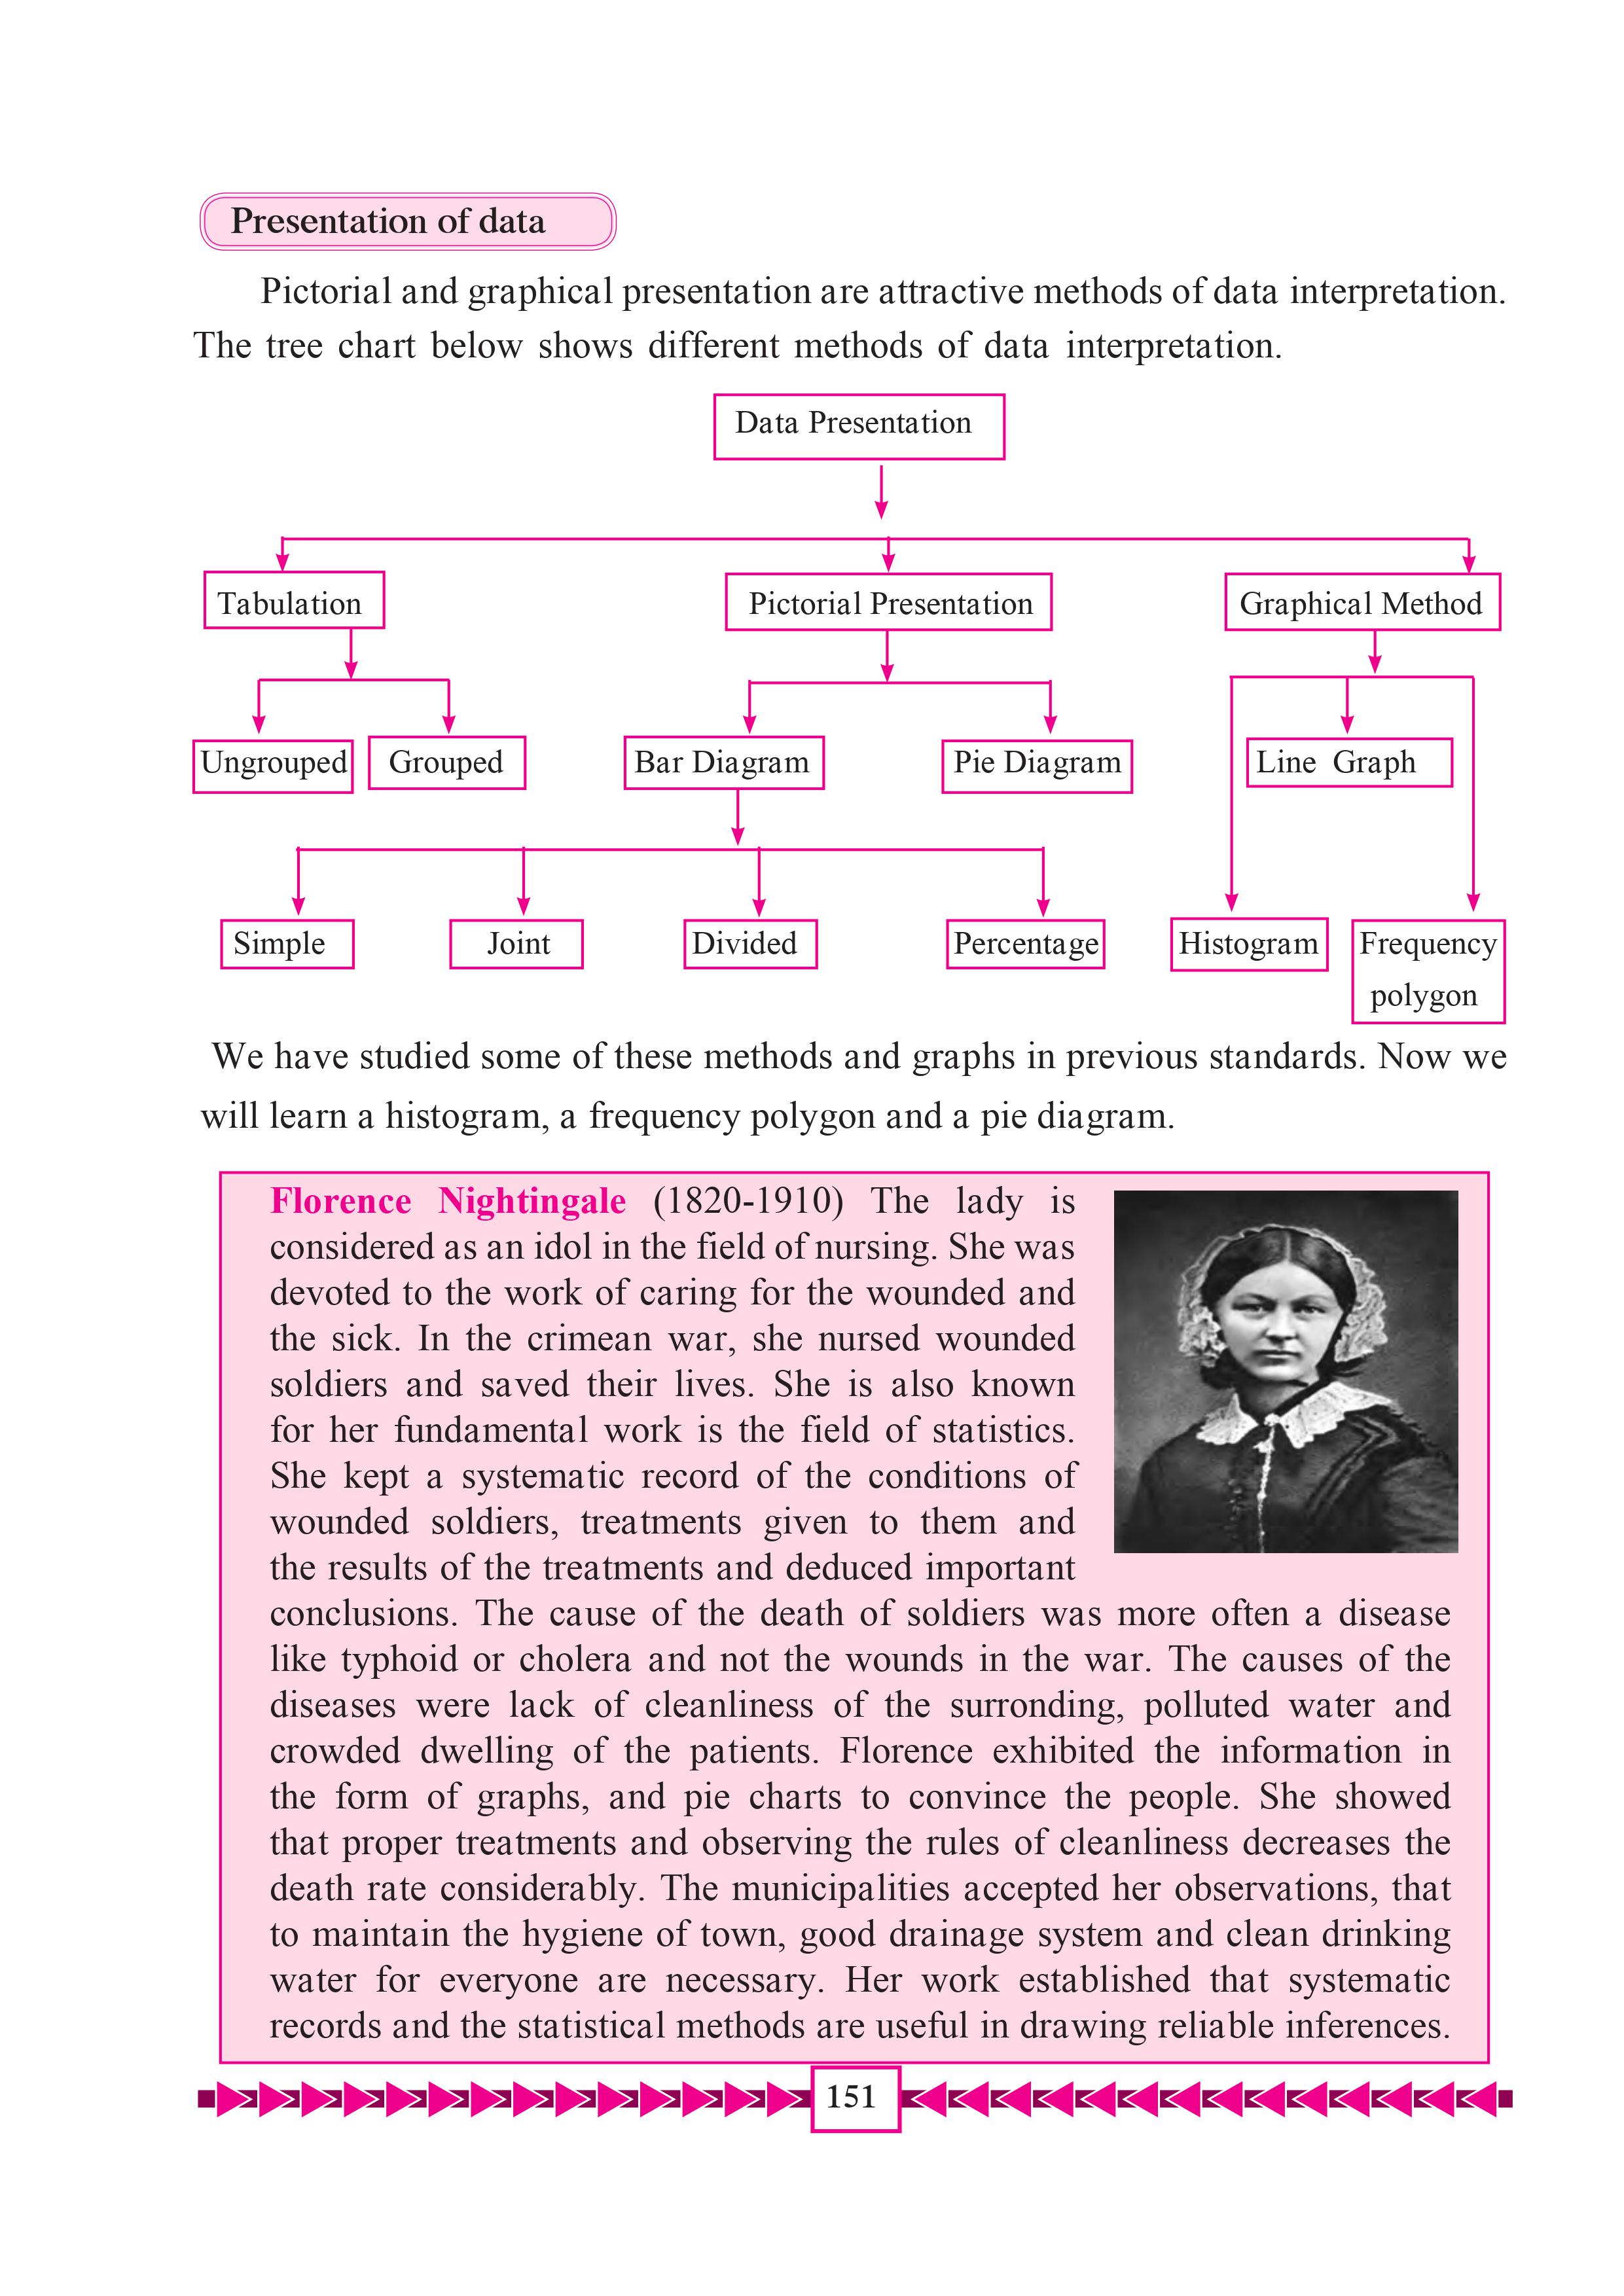 Presentation of data
Pictorial and graphical presentation are attractive methods of data interpretation.
The tree chart below shows different methods of data interpretation.
Data Presentation
Tabulation
Pictorial Presentation
Graphical Method
Ungrouped
Grouped
Bar Diagram
Pie Diagram
Line Graph
Simple
Joint
Divided
Percentage
Histogram
Frequency
polygon
We have studied some of these methods and graphs in previous standards. Now we
will learn a histogram, a frequency polygon and a pie diagram.
Florence Nightingale (1820-1910) The lady is
considered as an idol in the field of nursing. She was
devoted to the work of caring for the wounded and
the sick. In the crimean war, she nursed wounded
soldiers and saved their lives. She is also known
for her fundamental work is the field of statistics.
She kept a systematic record of the conditions of
wounded soldiers, treatments given to them and
the results of the treatments and deduced important
conclusions. The cause of the death of soldiers was more often a disease
like typhoid or cholera and not the wounds in the war. The causes of the
diseases were lack of cleanliness of the surronding, polluted water and
crowded dwelling of the patients. Florence exhibited the information in
the form of graphs, and pie charts to convince the people. She showed
that proper treatments and observing the rules of cleanliness decreases the
death rate considerably. The municipalities accepted her observations, that
to maintain the hygiene of town, good drainage system and clean drinking
water for everyone are necessary. Her work established that systematic
records and the statistical methods are useful in drawing reliable inferences.
151